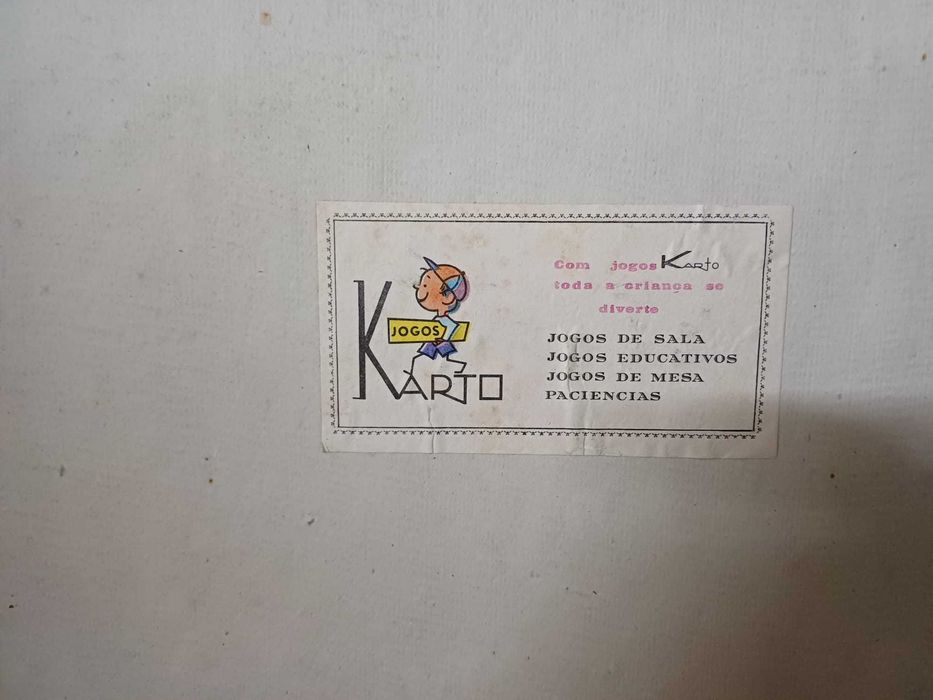 JOGOS
KARTO
Com jogos KARTO
toda a criança se
diverte
JOGOS DE SALA
JOGOS EDUCATIVOS
JOGOS DE MESA
PACIENCIAS